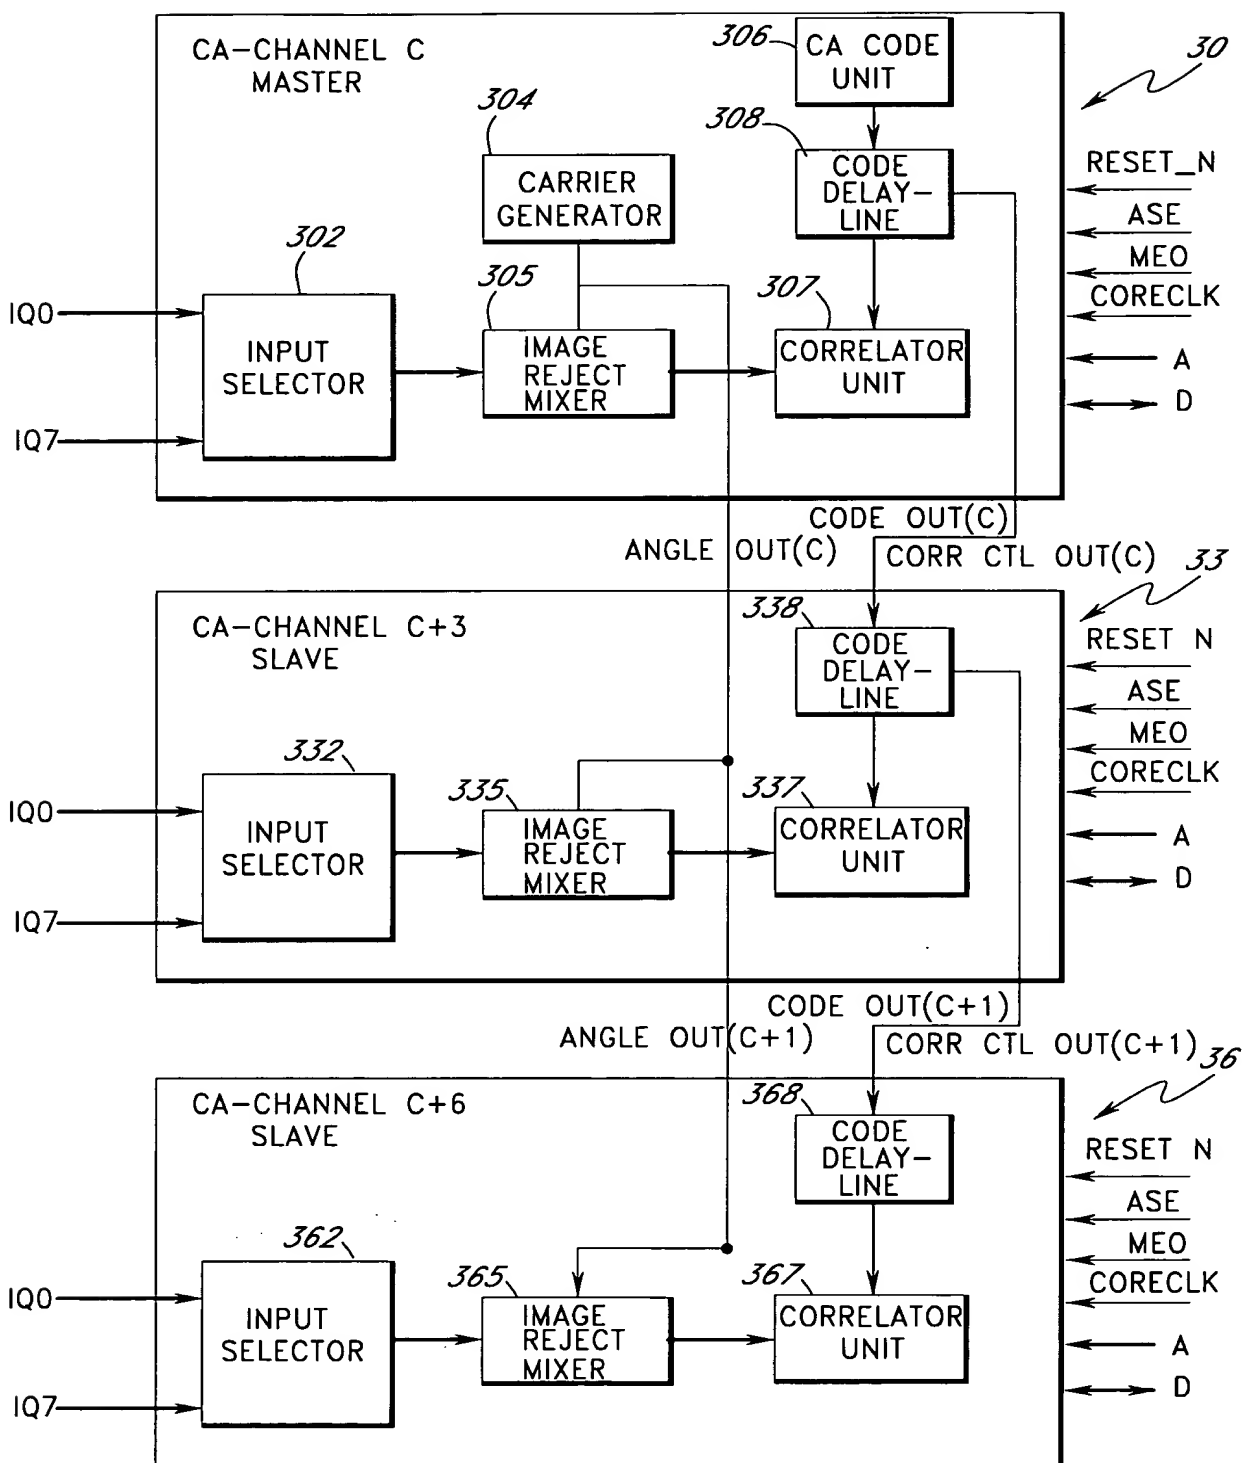 CA-CHANNEL C
MASTER
306
CA CODE
UNIT
30
304
308
CARRIER
GENERATOR
CODE
DELAY-
LINE
RESET_N
ASE
MEO
CORECLK
A
D
302
305
307
IQ0
IQ7
INPUT
SELECTOR
IMAGE
REJECT
MIXER
CORRELATOR
UNIT
CODE OUT(C)
ANGLE OUT(C)
CORR CTL OUT(C)
33
CA-CHANNEL C+3
SLAVE
338
CODE
DELAY-
LINE
RESET N
ASE
MEO
CORECLK
A
D
332
335
337
IQ0
IQ7
INPUT
SELECTOR
IMAGE
REJECT
MIXER
CORRELATOR
UNIT
CODE OUT(C+1)
ANGLE OUT(C+1)
CORR CTL OUT(C+1)
36
CA-CHANNEL C+6
SLAVE
368
CODE
DELAY-
LINE
RESET N
ASE
MEO
CORECLK
A
D
362
365
367
IQ0
IQ7
INPUT
SELECTOR
IMAGE
REJECT
MIXER
CORRELATOR
UNIT